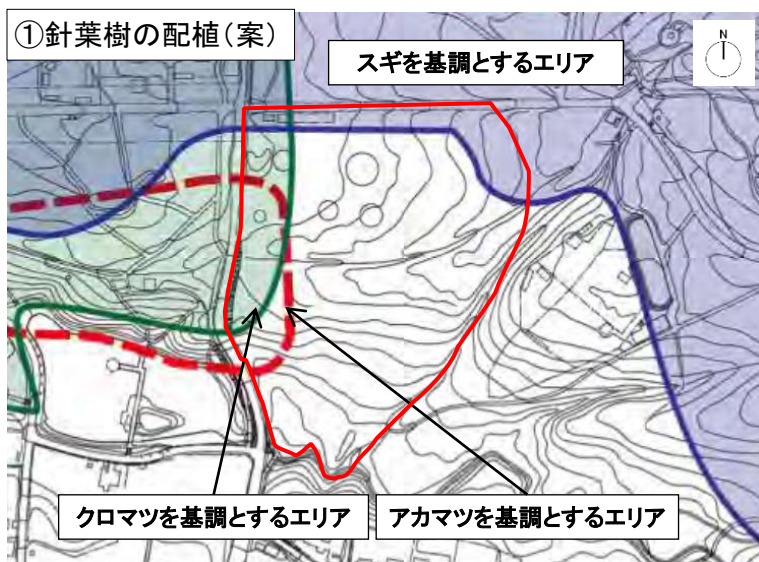 ①針葉樹の配植(案)
スギを基調とするエリア
N
クロマツを基調とするエリア
アカマツを基調とするエリア